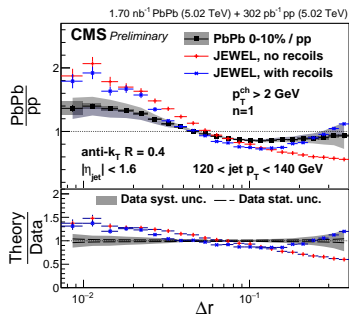 1.70 nb⁻¹ PbPb (5.02 TeV) + 302 pb⁻¹ pp (5.02 TeV)
CMS Preliminary
PbPb 0-10% / pp
JEWEL, no recoils
JEWEL, with recoils
p_T^ch > 2 GeV
n=1
PbPb
pp
2
1
anti-k_T R = 0.4
|η_jet| < 1.6
120 < jet p_T < 140 GeV
Data syst. unc.
Data stat. unc.
Theory
Data
2
1.5
1
0.5
0
10⁻²
10⁻¹
Δr